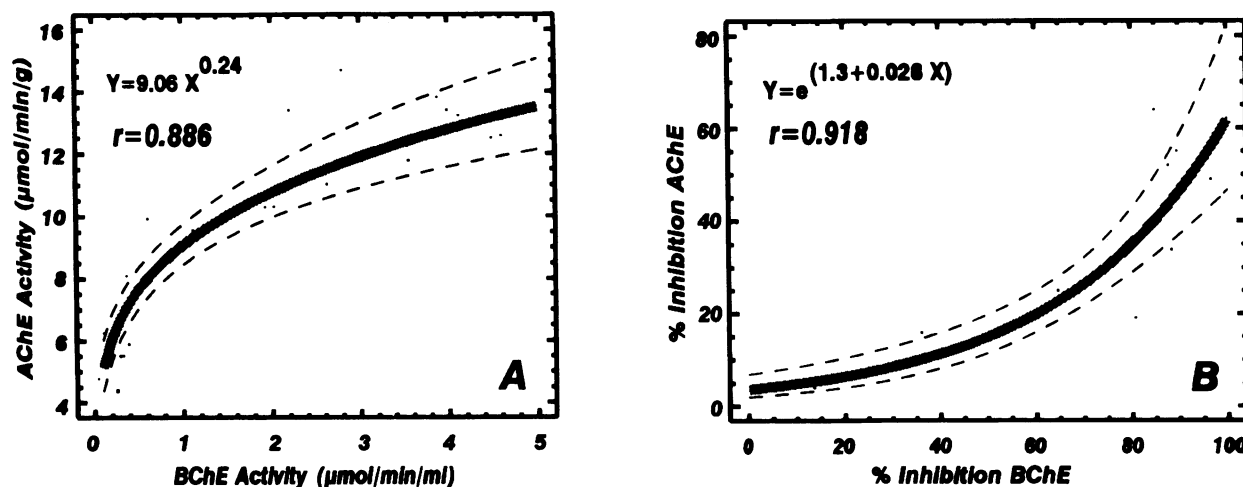 16
14
12
10
8
6
4
AChE Activity (µmol/min/g)
Y=9.06 X^0.24
r=0.886
A
0 1 2 3 4 5
BChE Activity (µmol/min/ml)
80
60
40
20
0
% Inhibition AChE
Y=e^(1.3+0.028 X)
r=0.918
B
0 20 40 60 80 100
% Inhibition BChE